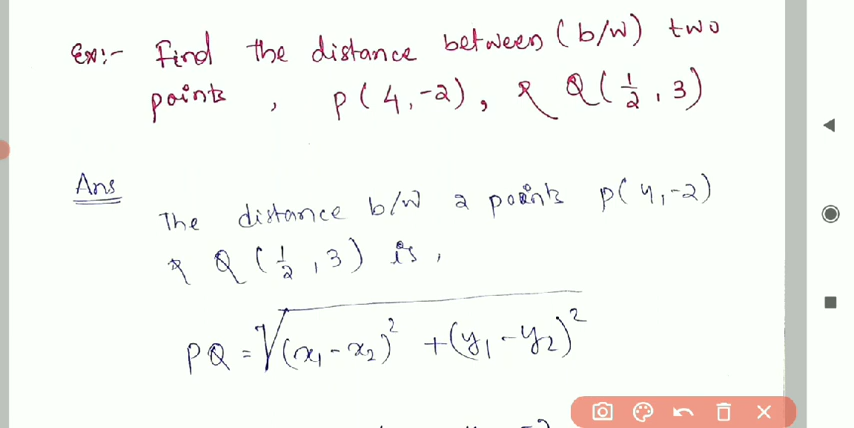 Ex:- Find the distance between (b/w) two
points, P(4,-2), & Q(1/2, 3)
Ans
The distance b/w 2 points P(4,-2)
& Q(1/2, 3) is,
PQ = √((x₁-x₂)² + (y₁-y₂)²)